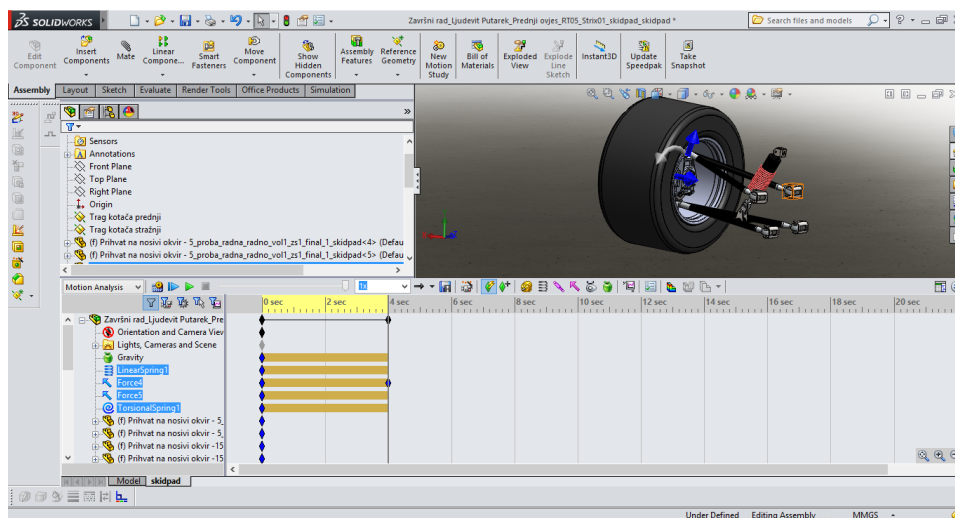 SOLIDWORKS
Završni rad_Ljudevit Putarek_Prednji ovjes_RT05_Strix01_skidpad_skidpad *
Search files and models
Edit Component
Insert Components
Mate
Linear Compone...
Smart Fasteners
Move Component
Show Hidden Components
Assembly Features
Reference Geometry
New Motion Study
Bill of Materials
Exploded View
Explode Line Sketch
Instant3D
Update Speedpak
Take Snapshot
Assembly Layout Sketch Evaluate Render Tools Office Products Simulation
Sensors
Annotations
Front Plane
Top Plane
Right Plane
Origin
Trag kotača prednji
Trag kotača stražnji
(f) Prihvat na nosivi okvir - 5_proba_radna_radno_vol1_zs1_final_1_skidpad<4> (Defau
(f) Prihvat na nosivi okvir - 5_proba_radna_radno_vol1_zs1_final_1_skidpad<5> (Defau
Motion Analysis
1x
0 sec 2 sec 4 sec 6 sec 8 sec 10 sec 12 sec 14 sec 16 sec 18 sec 20 sec
Završni rad_Ljudevit Putarek_Pre
Orientation and Camera View
Lights, Cameras and Scene
Gravity
LinearSpring1
Force4
Force5
TorsionalSpring1
(f) Prihvat na nosivi okvir - 5_
(f) Prihvat na nosivi okvir - 5_
(f) Prihvat na nosivi okvir -15
(f) Prihvat na nosivi okvir -15
Model skidpad
Under Defined Editing Assembly MMGS